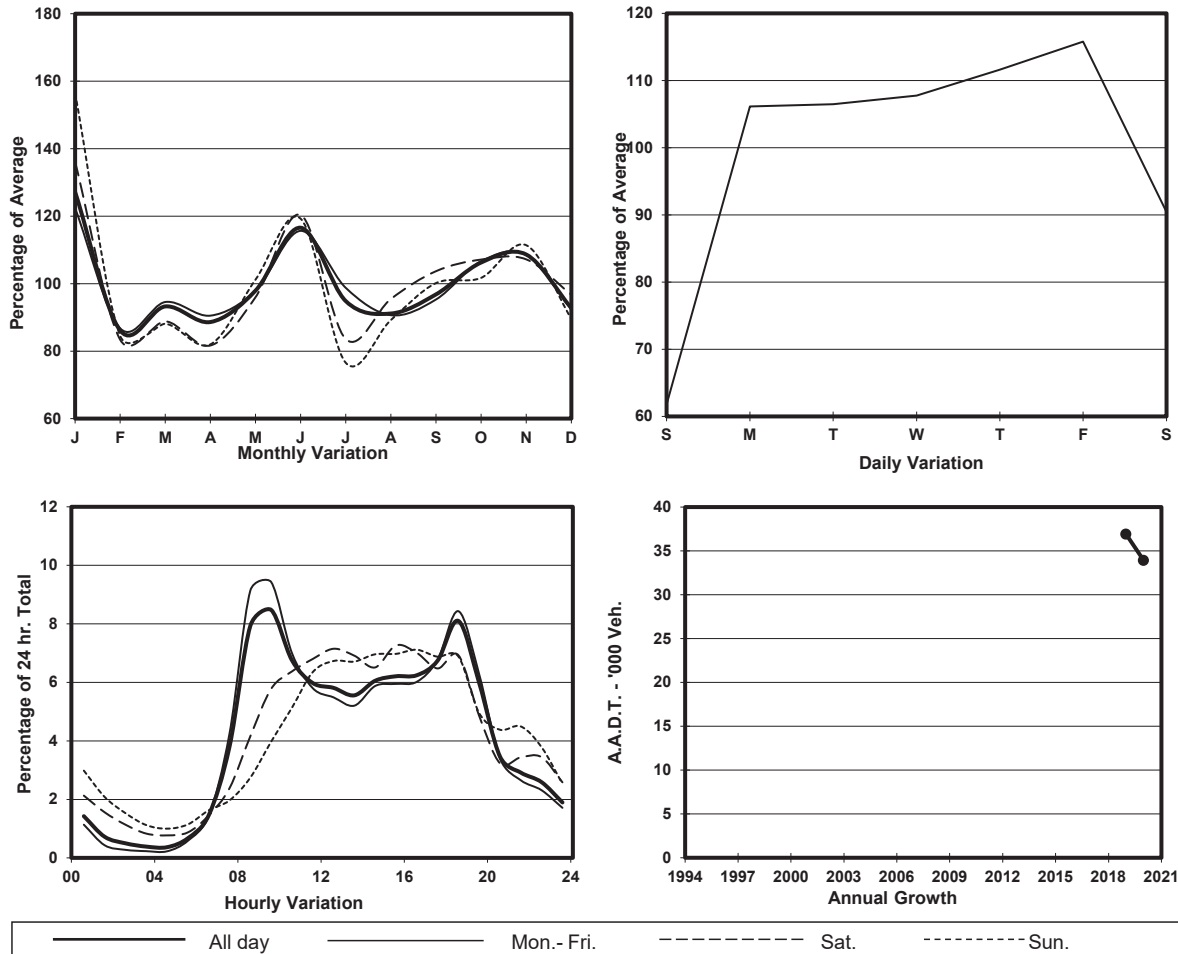 180
160
140
120
100
80
60
Percentage of Average
J F M A M J J A S O N D
Monthly Variation
120
110
100
90
80
70
60
Percentage of Average
S M T W T F S
Daily Variation
12
10
8
6
4
2
0
Percentage of 24 hr. Total
00 04 08 12 16 20 24
Hourly Variation
40
35
30
25
20
15
10
5
0
A.A.D.T. - '000 Veh.
1994 1997 2000 2003 2006 2009 2012 2015 2018 2021
Annual Growth
All day Mon.- Fri. Sat. Sun.